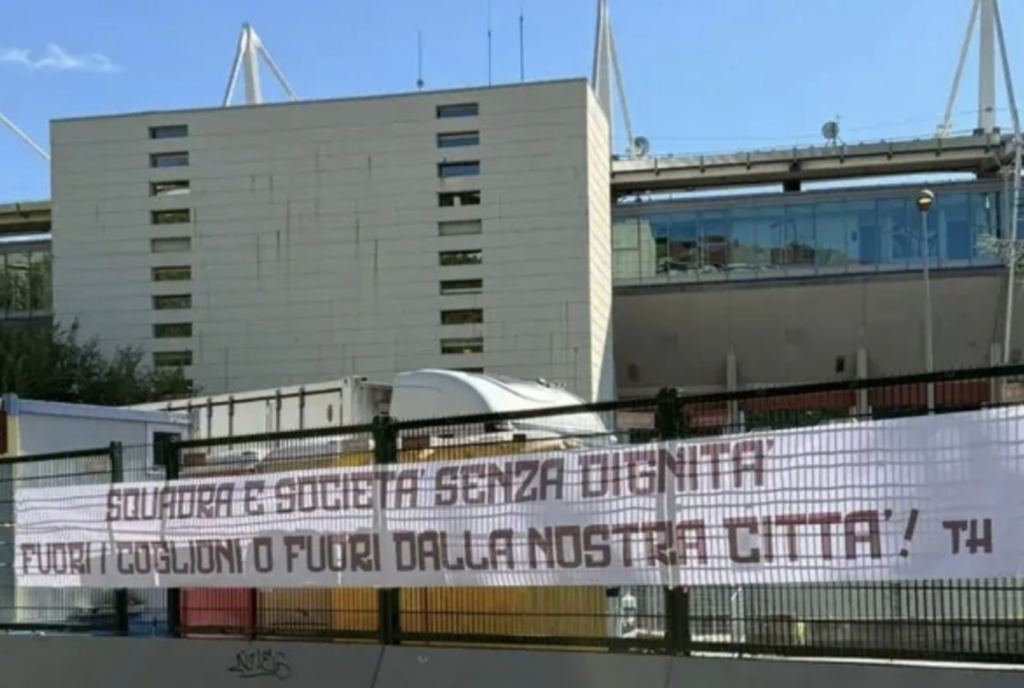 SQUADRA E SOCIETA' SENZA DIGNITA'
FUORI I COGLIONI O FUORI DALLA NOSTRA CITTA'! TH